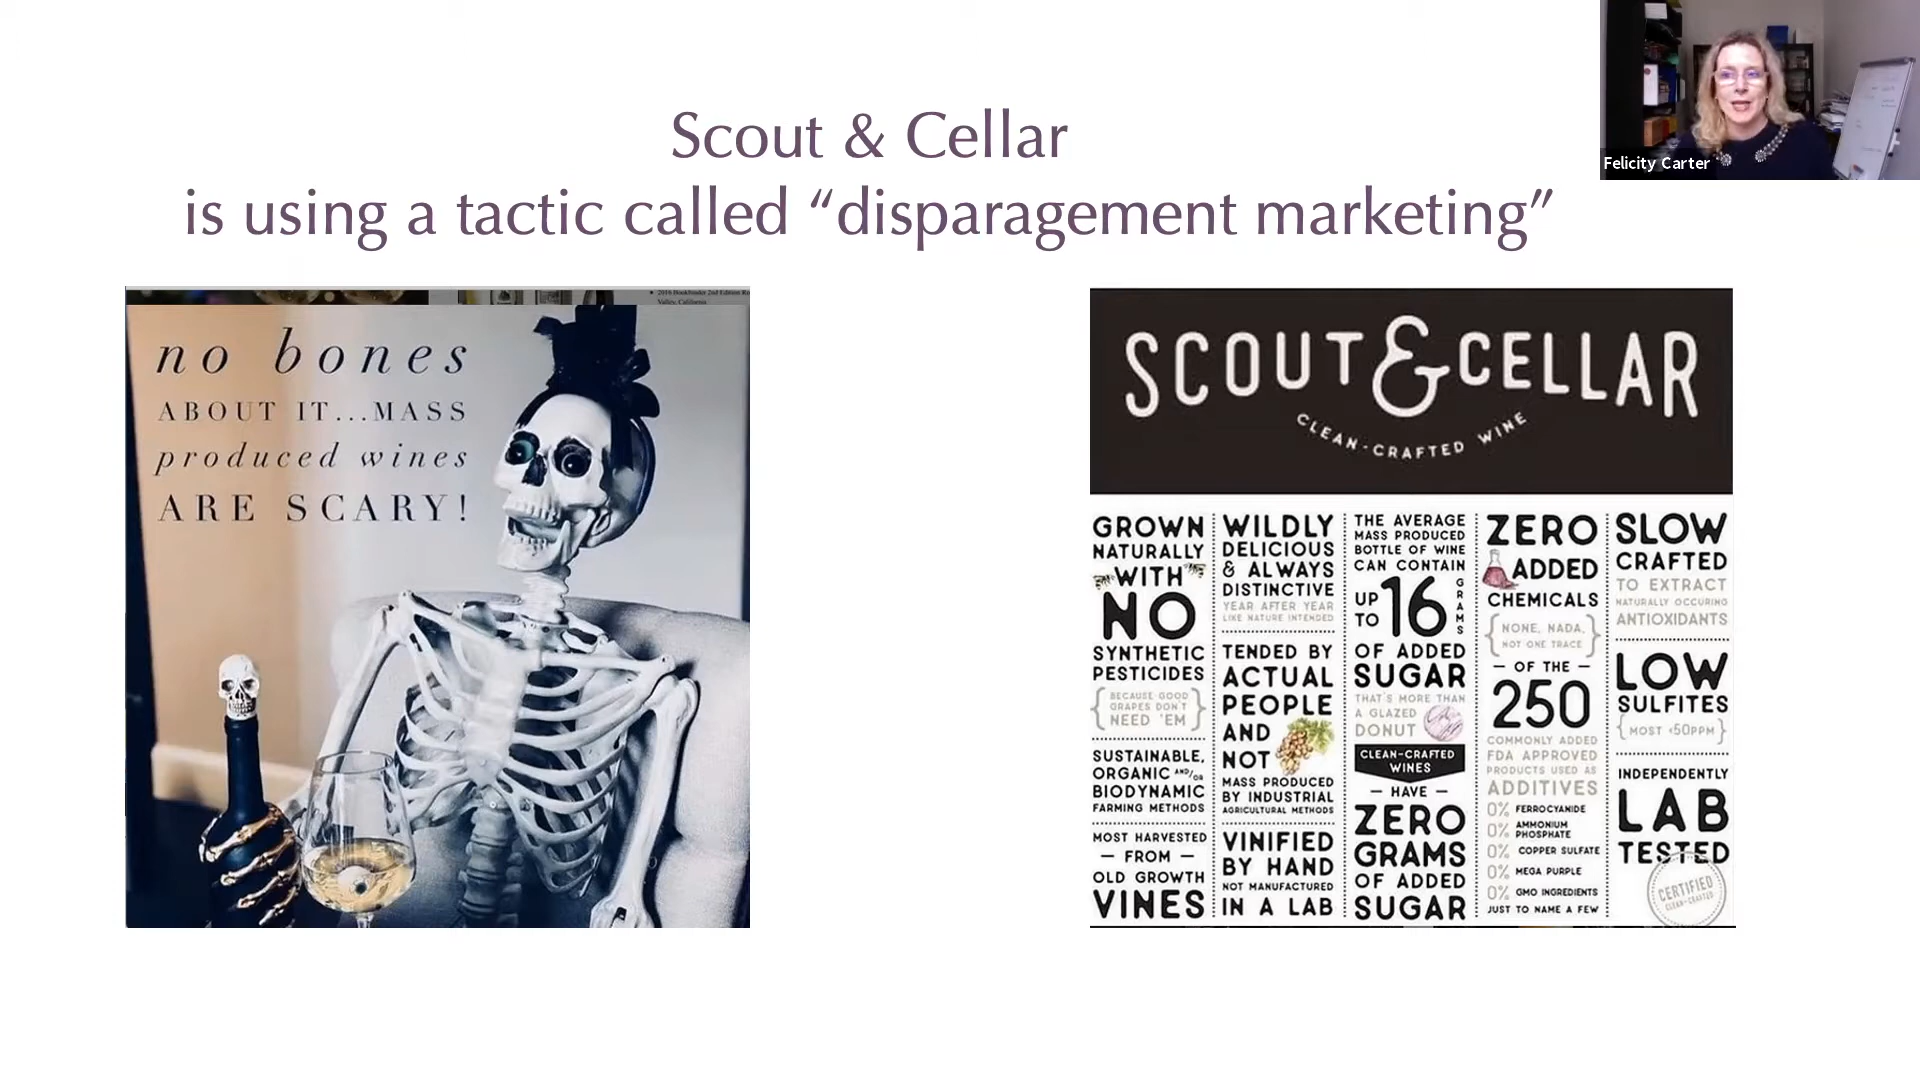 Scout & Cellar
is using a tactic called “disparagement marketing”
Felicity Carter
2016 Bookbinder 2nd Edition
Valley, California
no bones
ABOUT IT...MASS
produced wines
ARE SCARY!
SCOUT & CELLAR
CLEAN-CRAFTED WINE
GROWN
NATURALLY
WITH
NO
SYNTHETIC
PESTICIDES
{BECAUSE GOOD
GRAPES DON'T
NEED 'EM}
SUSTAINABLE,
ORGANIC AND/OR
BIODYNAMIC
FARMING METHODS
MOST HARVESTED
— FROM —
OLD GROWTH
VINES
WILDLY
DELICIOUS
& ALWAYS
DISTINCTIVE
YEAR AFTER YEAR
LIKE NATURE INTENDED
TENDED BY
ACTUAL
PEOPLE
AND
NOT
MASS PRODUCED
BY INDUSTRIAL
AGRICULTURAL METHODS
VINIFIED
BY HAND
NOT MANUFACTURED
IN A LAB
THE AVERAGE
MASS PRODUCED
BOTTLE OF WINE
CAN CONTAIN
UP TO 16 GRAMS
OF ADDED
SUGAR
THAT'S MORE THAN
A GLAZED
DONUT
CLEAN-CRAFTED
WINES
— HAVE —
ZERO
GRAMS
OF ADDED
SUGAR
ZERO
ADDED
CHEMICALS
{NONE, NADA,
NOT ONE TRACE}
— OF THE —
250
COMMONLY ADDED
FDA APPROVED
PRODUCTS USED AS
ADDITIVES
0% FERROCYANIDE
0% AMMONIUM
PHOSPHATE
0% COPPER SULFATE
0% MEGA PURPLE
0% GMO INGREDIENTS
JUST TO NAME A FEW
SLOW
CRAFTED
TO EXTRACT
NATURALLY OCCURING
ANTIOXIDANTS
LOW
SULFITES
{MOST <50PPM}
INDEPENDENTLY
LAB
TESTED
CERTIFIED
CLEAN-CRAFTED